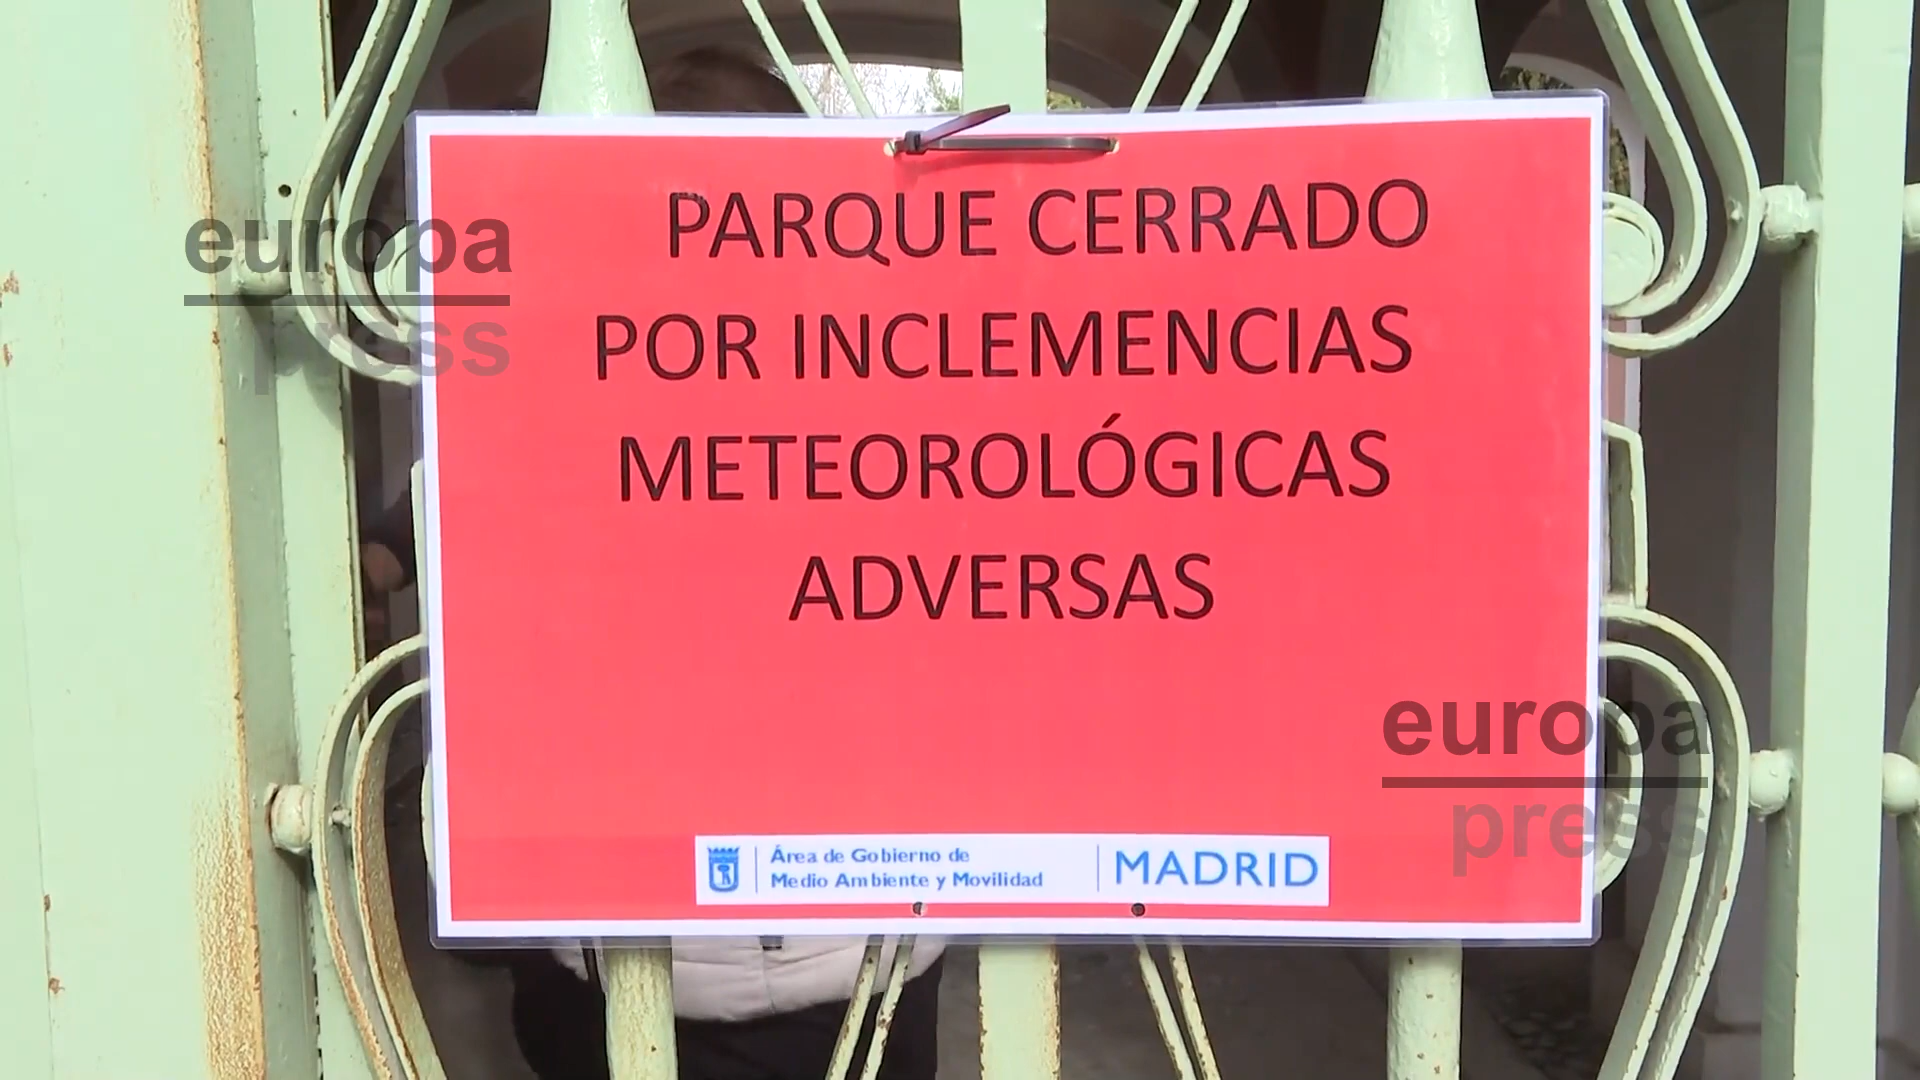 europa
press
PARQUE CERRADO
POR INCLEMENCIAS
METEOROLÓGICAS
ADVERSAS
europa
press
Área de Gobierno de
Medio Ambiente y Movilidad
MADRID